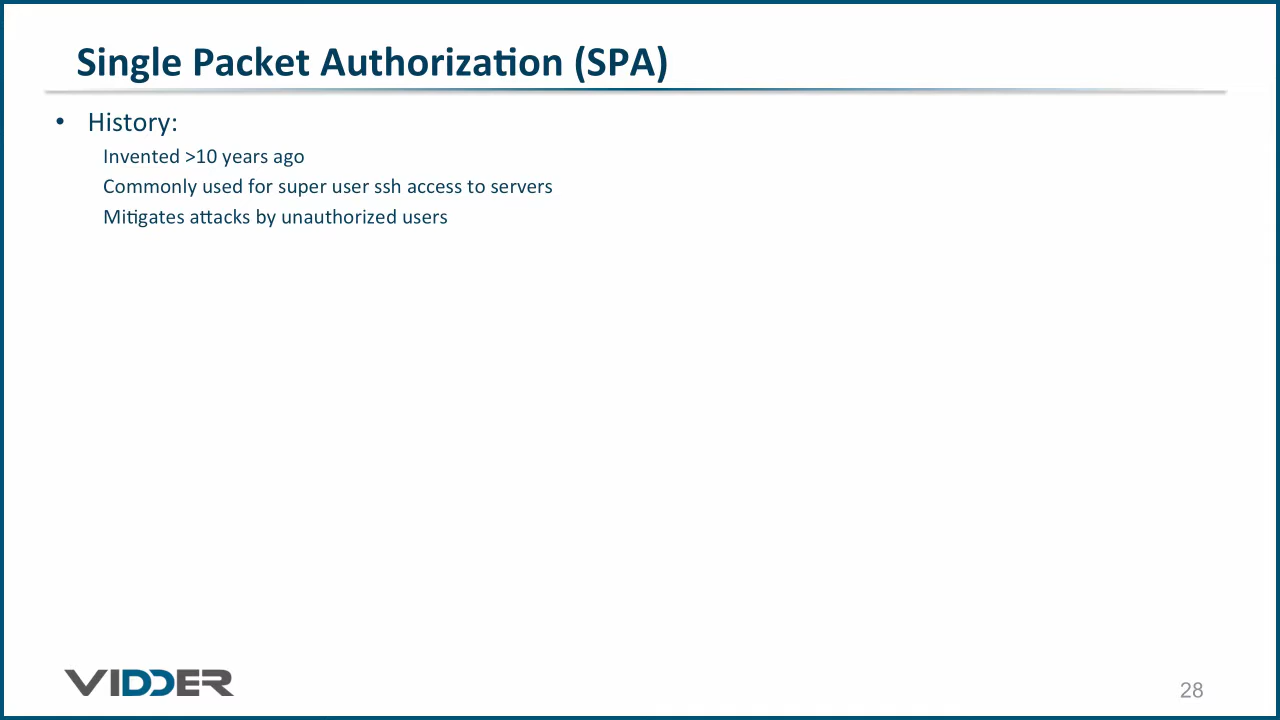 Single Packet Authorization (SPA)
• History:
Invented >10 years ago
Commonly used for super user ssh access to servers
Mitigates attacks by unauthorized users
VIDDER
28